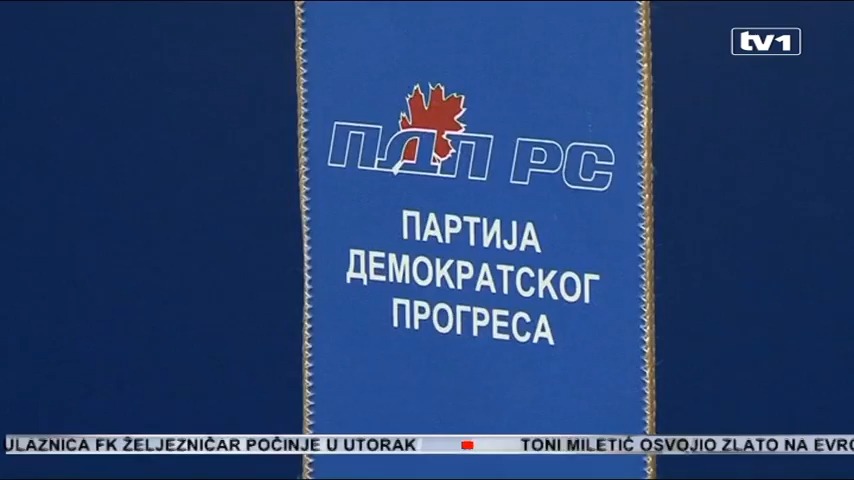 tv1
ПДП РС
ПАРТИЈА
ДЕМОКРАТСКОГ
ПРОГРЕСА
ULAZNICA FK ŽELJEZNIČAR POČINJE U UTORAK
TONI MILETIĆ OSVOJIO ZLATO NA EVRO